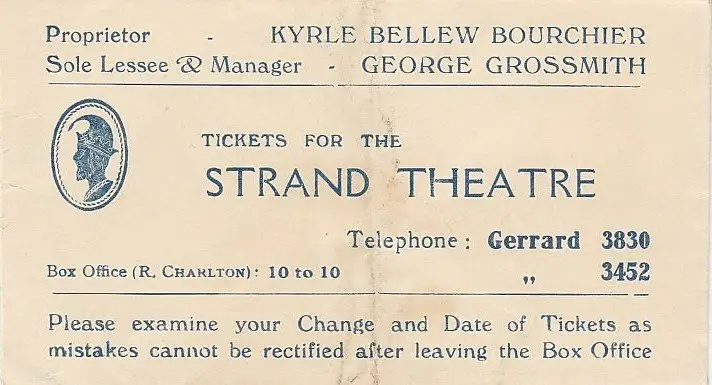 Proprietor - KYRLE BELLEW BOURCHIER
Sole Lessee & Manager - GEORGE GROSSMITH
TICKETS FOR THE
STRAND THEATRE
Telephone: Gerrard 3830
Box Office (R. CHARLTON): 10 to 10 „ 3452
Please examine your Change and Date of Tickets as
mistakes cannot be rectified after leaving the Box Office